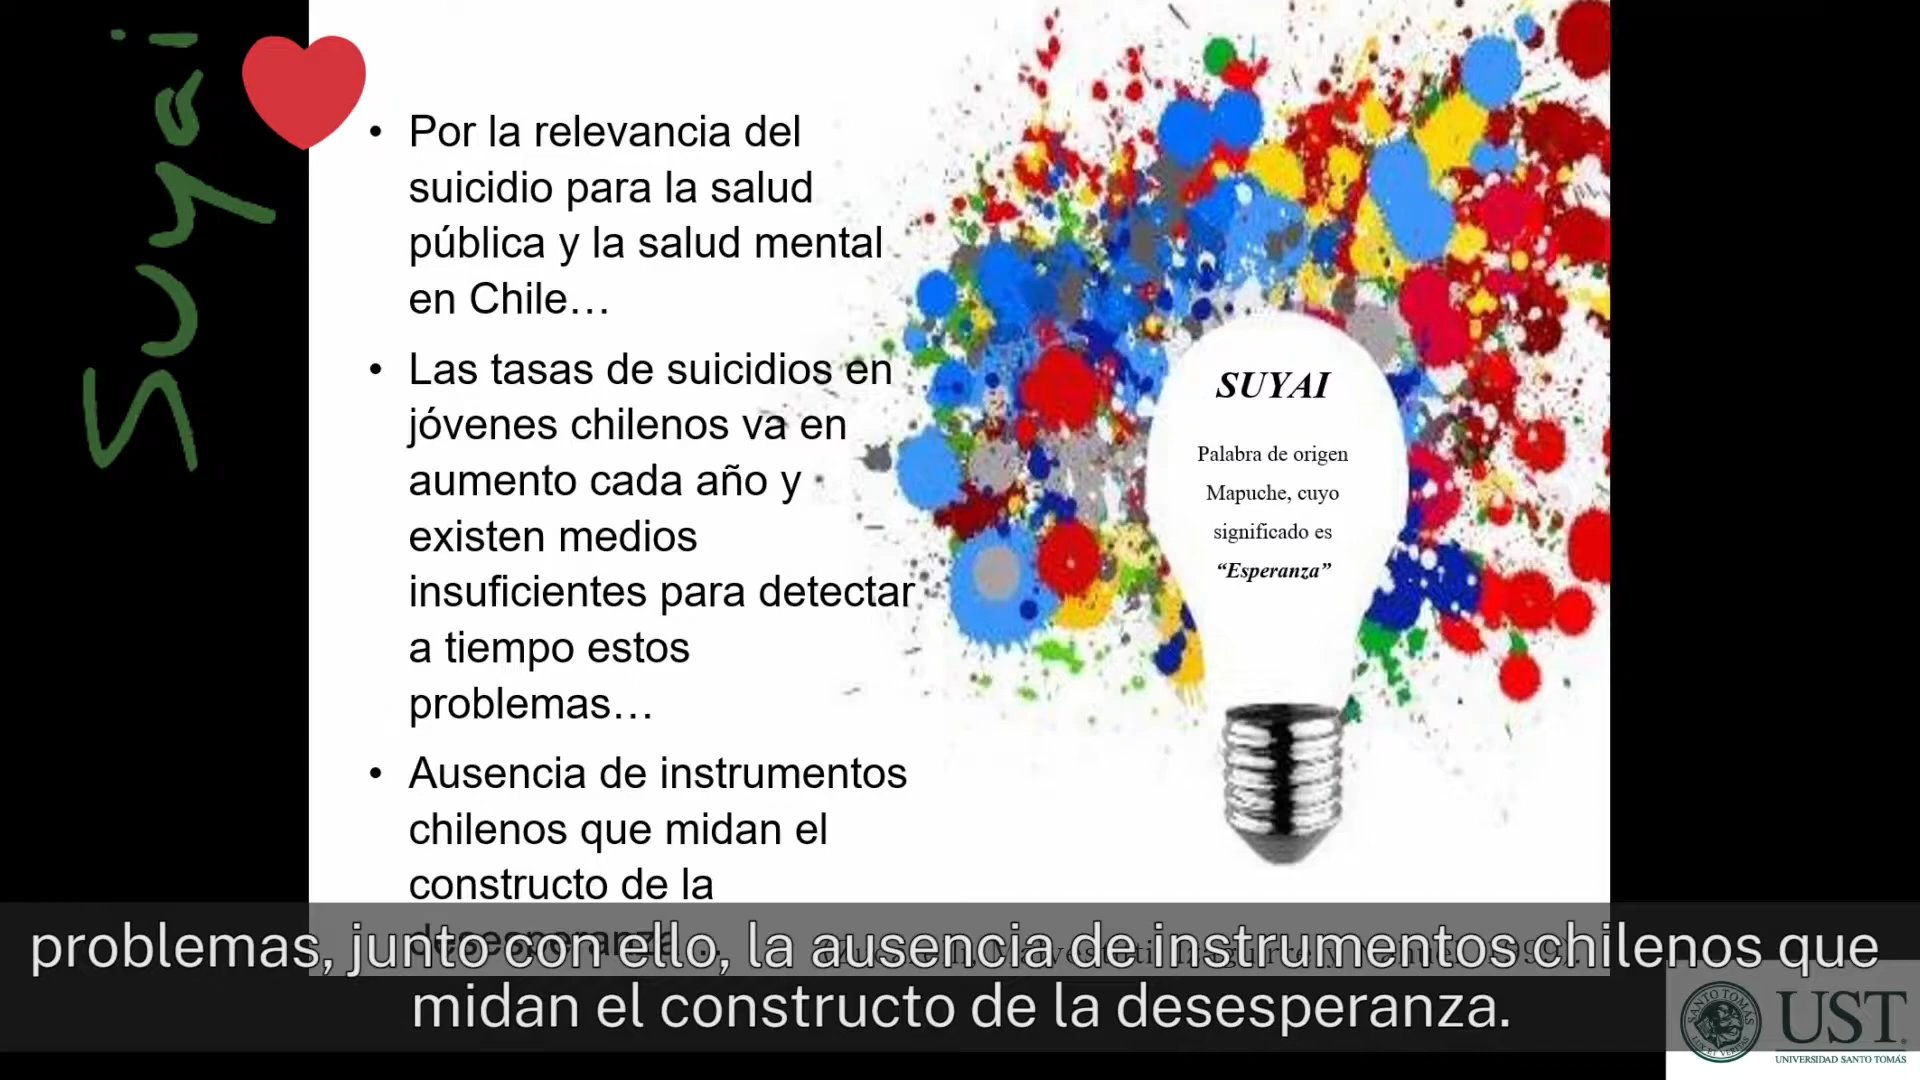 Suyai
• Por la relevancia del
suicidio para la salud
pública y la salud mental
en Chile…
• Las tasas de suicidios en
jóvenes chilenos va en
aumento cada año y
existen medios
insuficientes para detectar
a tiempo estos
problemas…
• Ausencia de instrumentos
chilenos que midan el
constructo de la
desesperanza…
SUYAI
Palabra de origen
Mapuche, cuyo
significado es
“Esperanza”
problemas, junto con ello, la ausencia de instrumentos chilenos que
midan el constructo de la desesperanza.
SANTO TOMAS
UST
UNIVERSIDAD SANTO TOMÁS